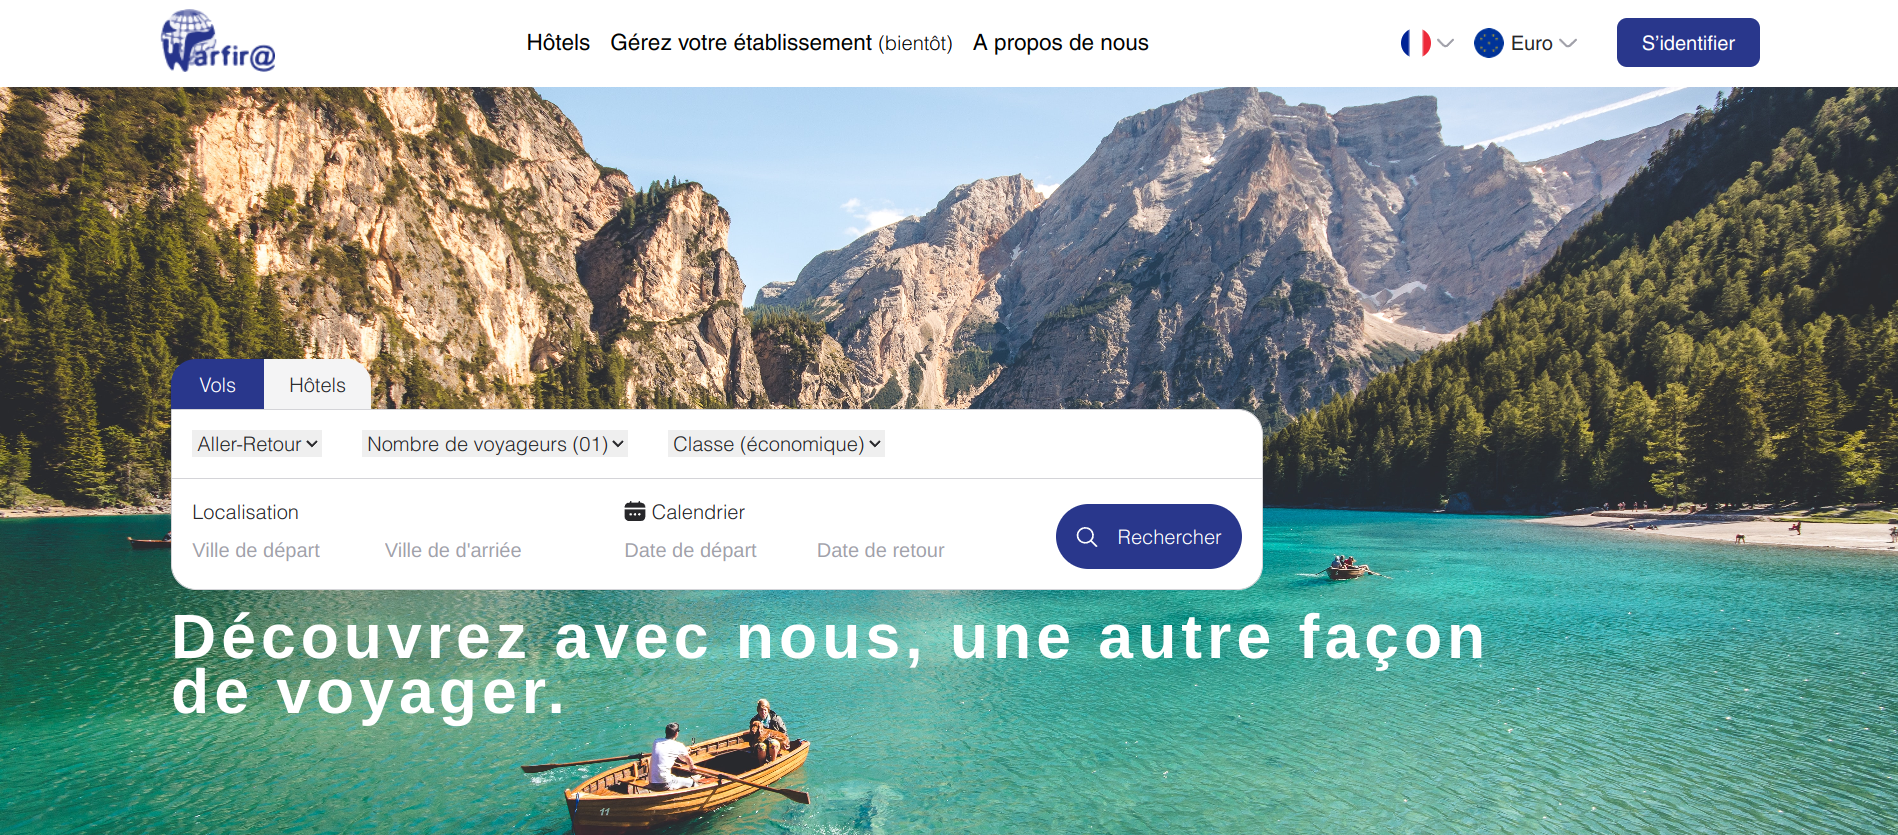 Warfir@
Hôtels Gérez votre établissement (bientôt) A propos de nous
Euro
S’identifier
Vols Hôtels
Aller-Retour Nombre de voyageurs (01) Classe (économique)
Localisation
Calendrier
Ville de départ Ville de d'arriée
Date de départ Date de retour
Rechercher
Découvrez avec nous, une autre façon
de voyager.
11